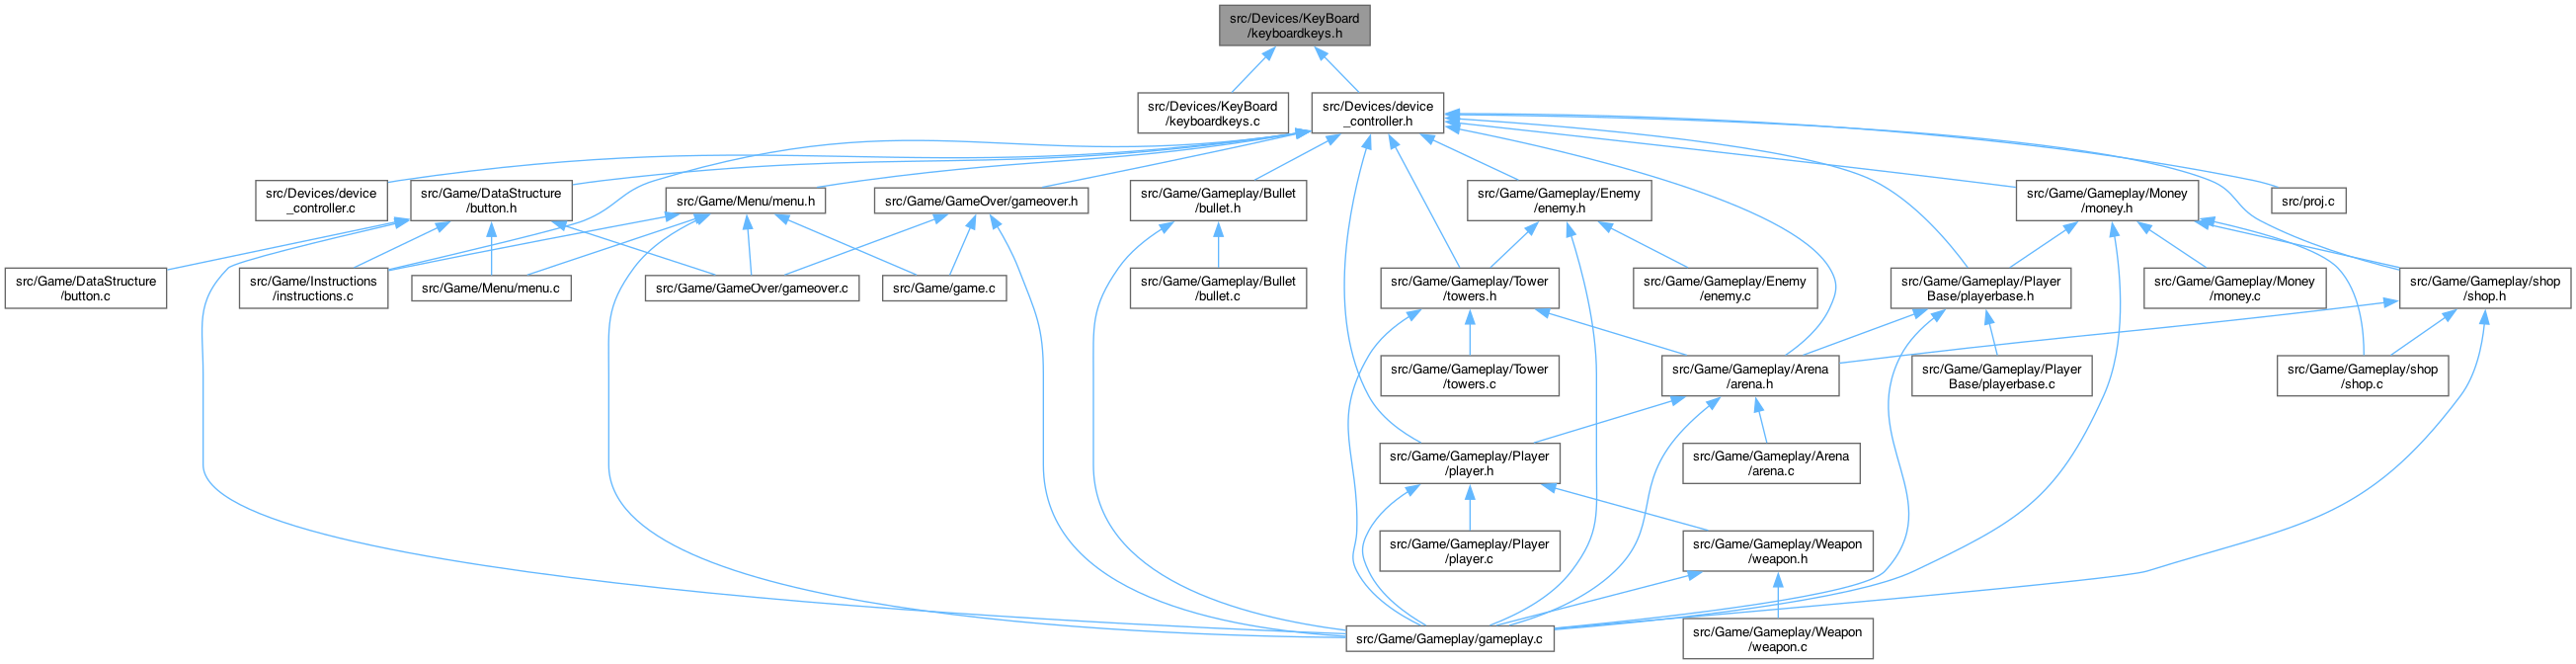 src/Devices/KeyBoard
/keyboardkeys.h
src/Devices/KeyBoard
/keyboardkeys.c
src/Devices/device
_controller.h
src/Devices/device
_controller.c
src/Game/DataStructure
/button.h
src/Game/Menu/menu.h
src/Game/GameOver/gameover.h
src/Game/Gameplay/Bullet
/bullet.h
src/Game/Gameplay/Enemy
/enemy.h
src/Game/Gameplay/Money
/money.h
src/proj.c
src/Game/DataStructure
/button.c
src/Game/Instructions
/instructions.c
src/Game/Menu/menu.c
src/Game/GameOver/gameover.c
src/Game/game.c
src/Game/Gameplay/Bullet
/bullet.c
src/Game/Gameplay/Tower
/towers.h
src/Game/Gameplay/Enemy
/enemy.c
src/Game/Gameplay/Player
Base/playerbase.h
src/Game/Gameplay/Money
/money.c
src/Game/Gameplay/shop
/shop.h
src/Game/Gameplay/Tower
/towers.c
src/Game/Gameplay/Arena
/arena.h
src/Game/Gameplay/Player
Base/playerbase.c
src/Game/Gameplay/shop
/shop.c
src/Game/Gameplay/Player
/player.h
src/Game/Gameplay/Arena
/arena.c
src/Game/Gameplay/Player
/player.c
src/Game/Gameplay/Weapon
/weapon.h
src/Game/Gameplay/gameplay.c
src/Game/Gameplay/Weapon
/weapon.c